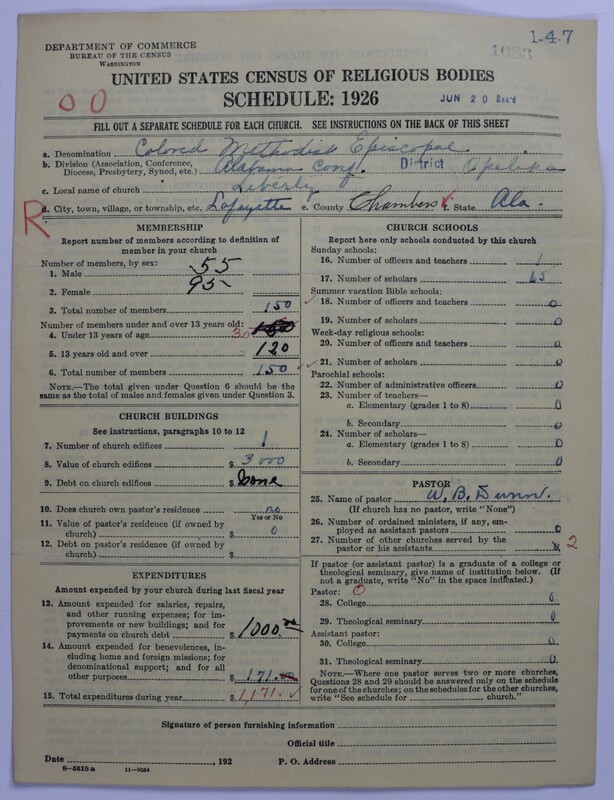 1-4-7
DEPARTMENT OF COMMERCE
BUREAU OF THE CENSUS
WASHINGTON
1083
UNITED STATES CENSUS OF RELIGIOUS BODIES
SCHEDULE: 1926
JUN 20 Rec'd
00
FILL OUT A SEPARATE SCHEDULE FOR EACH CHURCH. SEE INSTRUCTIONS ON THE BACK OF THIS SHEET
a. Denomination Colored Methodist Episcopal
b. Division (Association, Conference, Diocese, Presbytery, Synod, etc.) Alabama Conf. District Opelika
c. Local name of church Liberty
R
d. City, town, village, or township, etc. Lafayette e. County Chambers f. State Ala.
MEMBERSHIP
Report number of members according to definition of
member in your church
Number of members, by sex:
1. Male 55
2. Female 95
3. Total number of members 150
Number of members under and over 13 years old:
4. Under 13 years of age 30
5. 13 years old and over 120
6. Total number of members 150
NOTE.—The total given under Question 6 should be
same as the total of males and females given under Question 3.
CHURCH BUILDINGS
See instructions, paragraphs 10 to 12
7. Number of church edifices 1
8. Value of church edifices $ 3000
9. Debt on church edifices $ None
10. Does church own pastor's residence no
Yes or No
11. Value of pastor's residence (if owned by
church) $ 0
12. Debt on pastor's residence (if owned by
church) $
EXPENDITURES
Amount expended by your church during last fiscal year
13. Amount expended for salaries, repairs,
and other running expenses; for im-
provements or new buildings; and for
payments on church debt $ 1000.00
14. Amount expended for benevolences, in-
cluding home and foreign missions; for
denominational support; and for all
other purposes $ 171.00
15. Total expenditures during year $ 1,171.
CHURCH SCHOOLS
Report here only schools conducted by this church
Sunday schools:
16. Number of officers and teachers 1
17. Number of scholars 65
Summer vacation Bible schools:
18. Number of officers and teachers 0
19. Number of scholars 0
Week-day religious schools:
20. Number of officers and teachers 0
21. Number of scholars 0
Parochial schools:
22. Number of administrative officers 0
23. Number of teachers—
a. Elementary (grades 1 to 8) 0
b. Secondary 0
24. Number of scholars—
a. Elementary (grades 1 to 8) 0
b. Secondary 0
PASTOR
25. Name of pastor W. B. Dunn.
(If church has no pastor, write "None")
26. Number of ordained ministers, if any, em-
ployed as assistant pastors 0
27. Number of other churches served by the
pastor or his assistants 2
If pastor (or assistant pastor) is a graduate of a college or
theological seminary, give name of institution below. (If
not a graduate, write "No" in the space indicated.)
Pastor: 0
28. College 0
29. Theological seminary 0
Assistant pastor:
30. College 0
31. Theological seminary 0
NOTE.—Where one pastor serves two or more churches,
Questions 28 and 29 should be answered only on the schedule
for one of the churches; on the schedules for the other churches,
write "See schedule for church."
Signature of person furnishing information
Official title
Date , 192 P. O. Address
8—5518a 11—9034